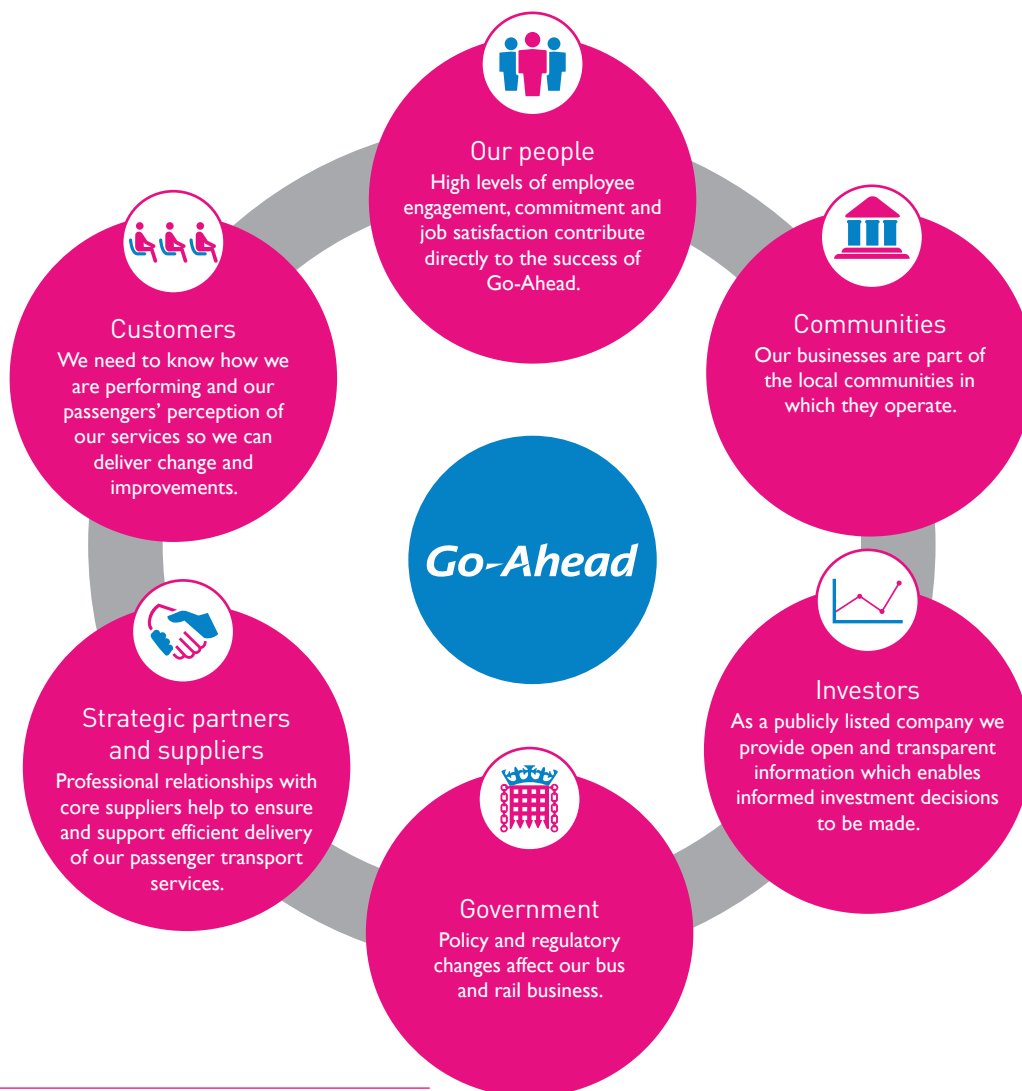 Our people
High levels of employee
engagement, commitment and
job satisfaction contribute
directly to the success of
Go-Ahead.
Communities
Our businesses are part of
the local communities in
which they operate.
Investors
As a publicly listed company we
provide open and transparent
information which enables
informed investment decisions
to be made.
Government
Policy and regulatory
changes affect our bus
and rail business.
Strategic partners
and suppliers
Professional relationships with
core suppliers help to ensure
and support efficient delivery
of our passenger transport
services.
Customers
We need to know how we
are performing and our
passengers’ perception of
our services so we can
deliver change and
improvements.
Go-Ahead